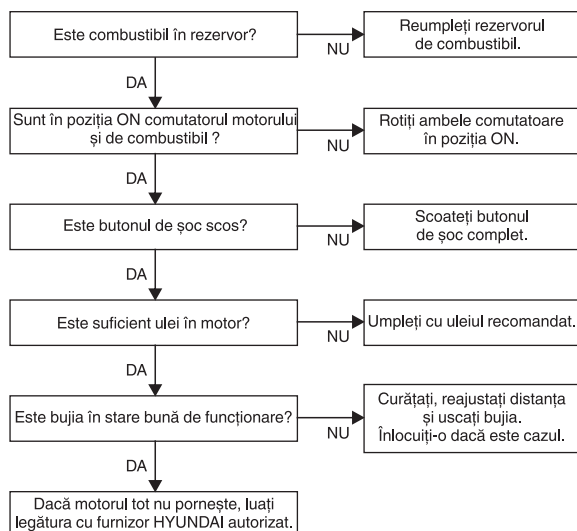 Este combustibil în rezervor?
NU
Reumpleți rezervorul
de combustibil.
DA
Sunt în poziția ON comutatorul motorului
și de combustibil ?
NU
Rotiți ambele comutatoare
în poziția ON.
DA
Este butonul de șoc scos?
NU
Scoateți butonul
de șoc complet.
DA
Este suficient ulei în motor?
NU
Umpleți cu uleiul recomandat.
DA
Este bujia în stare bună de funcționare?
NU
Curătați, reajustați distanța
și uscați bujia.
Înlocuiți-o dacă este cazul.
DA
Dacă motorul tot nu pornește, luați
legătura cu furnizor HYUNDAI autorizat.